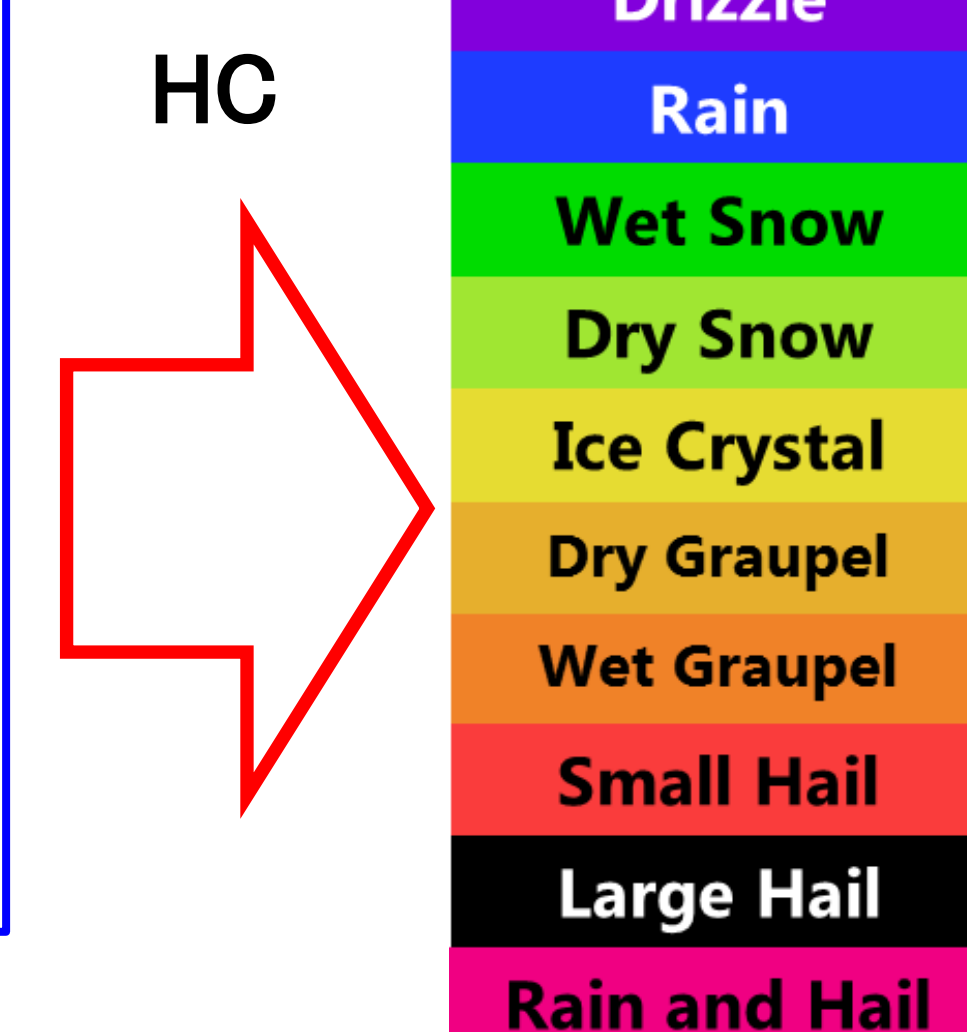 HC
Drizzle
Rain
Wet Snow
Dry Snow
Ice Crystal
Dry Graupel
Wet Graupel
Small Hail
Large Hail
Rain and Hail